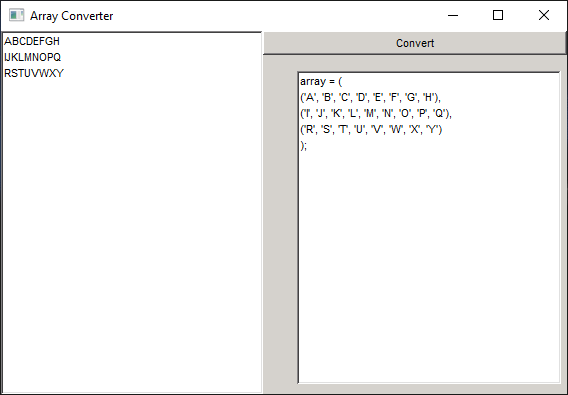 Array Converter
ABCDEFGH
IJKLMNOPQ
RSTUVWXY
Convert
array = (
('A', 'B', 'C', 'D', 'E', 'F', 'G', 'H'),
('I', 'J', 'K', 'L', 'M', 'N', 'O', 'P', 'Q'),
('R', 'S', 'T', 'U', 'V', 'W', 'X', 'Y')
);